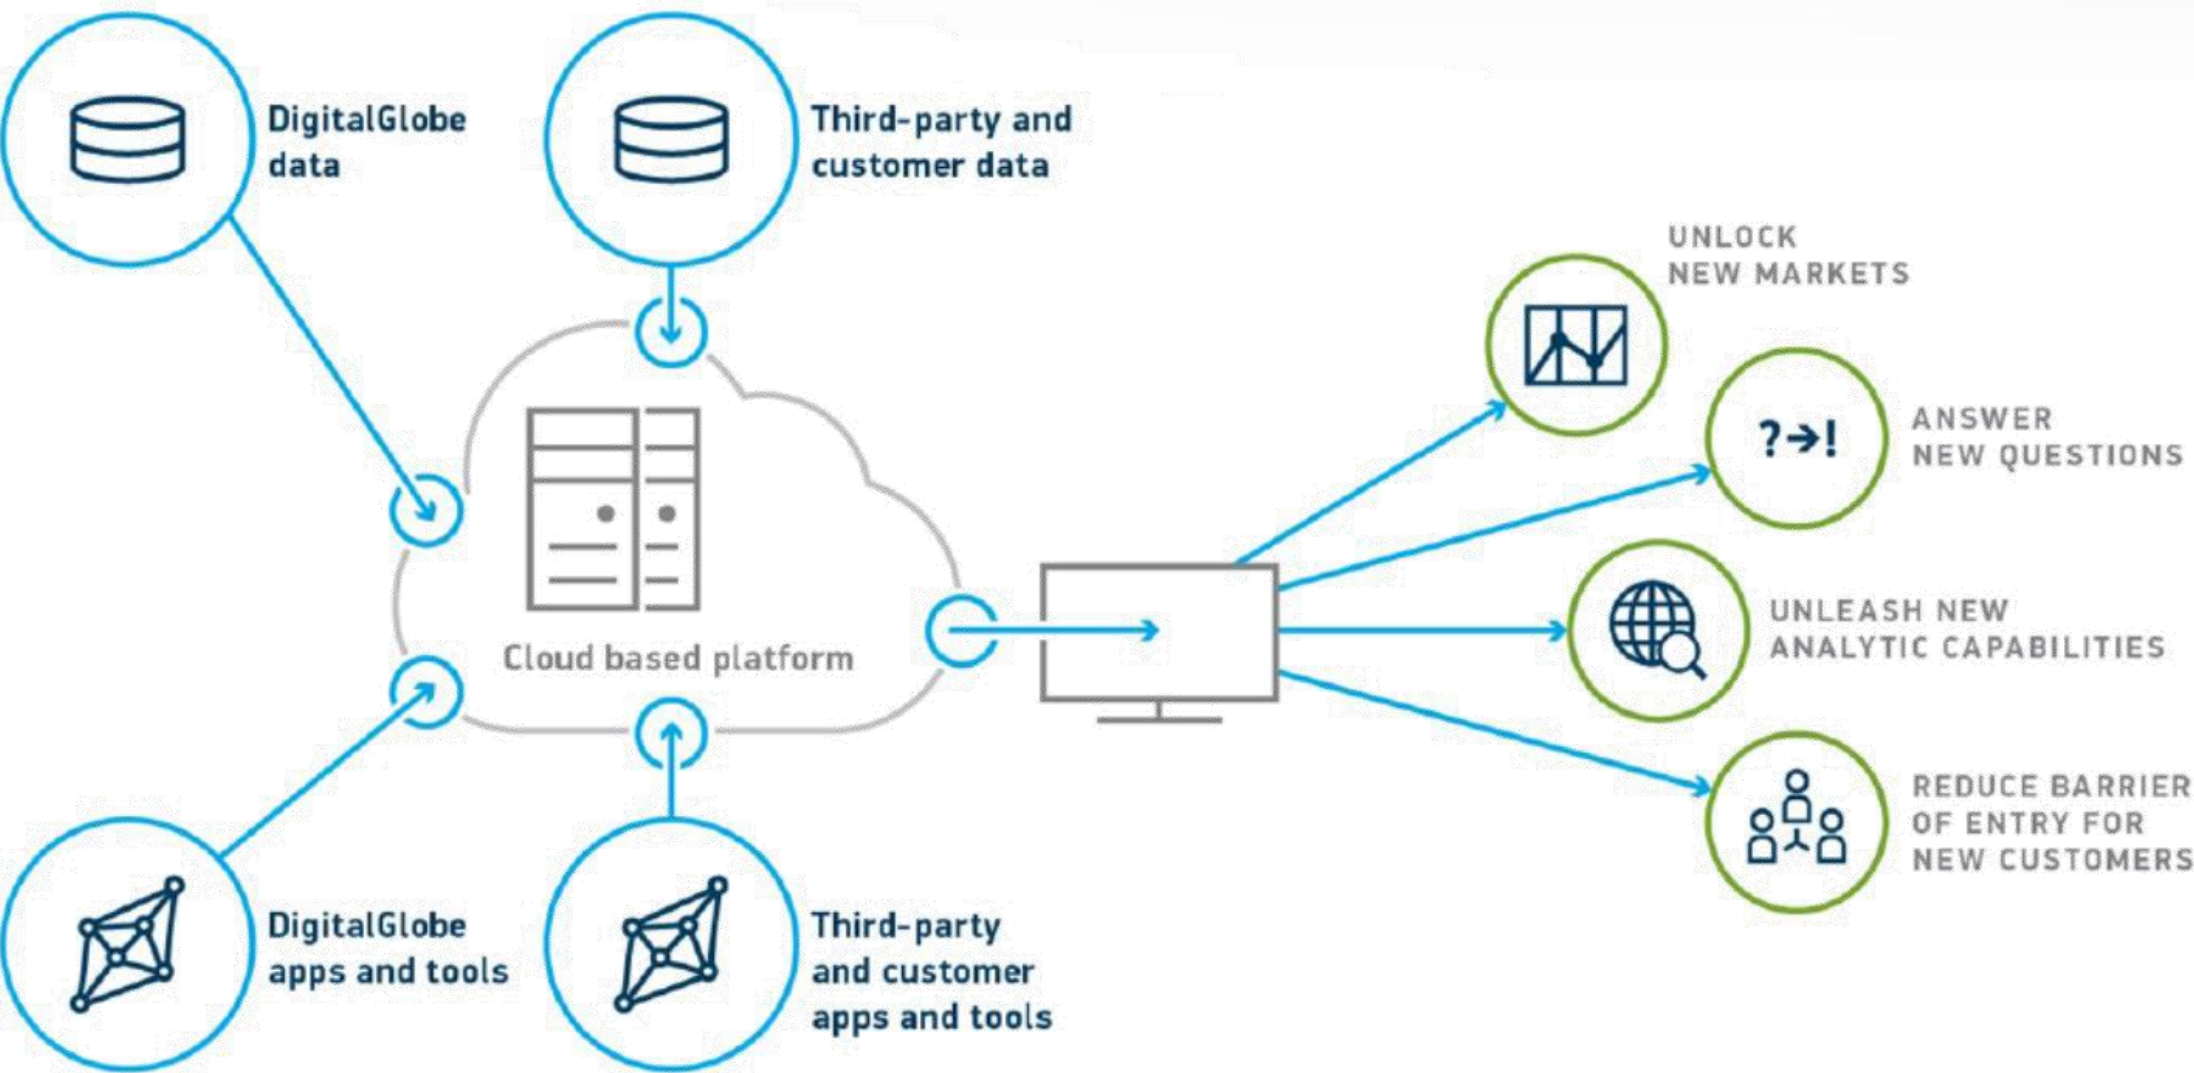 DigitalGlobe
data
Third-party and
customer data
UNLOCK
NEW MARKETS
ANSWER
NEW QUESTIONS
?→!
UNLEASH NEW
ANALYTIC CAPABILITIES
Cloud based platform
REDUCE BARRIER
OF ENTRY FOR
NEW CUSTOMERS
DigitalGlobe
apps and tools
Third-party
and customer
apps and tools